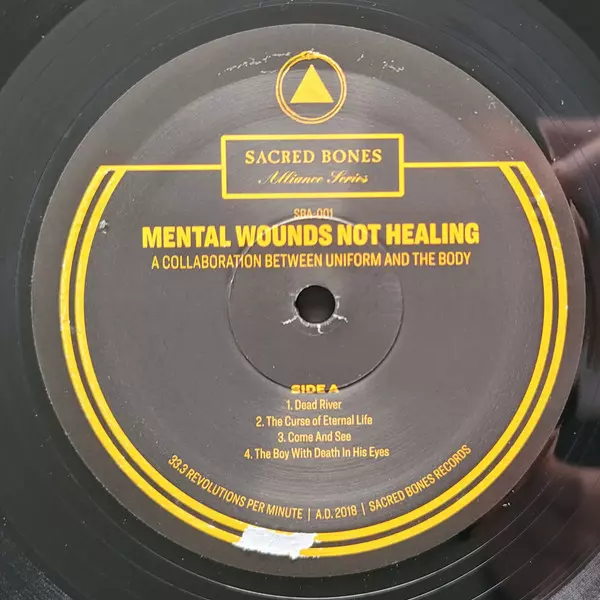 SACRED BONES
Alliance Series
SBA-001
MENTAL WOUNDS NOT HEALING
A COLLABORATION BETWEEN UNIFORM AND THE BODY
SIDE A
1. Dead River
2. The Curse of Eternal Life
3. Come And See
4. The Boy With Death In His Eyes
33.3 REVOLUTIONS PER MINUTE | A.D. 2018 | SACRED BONES RECORDS